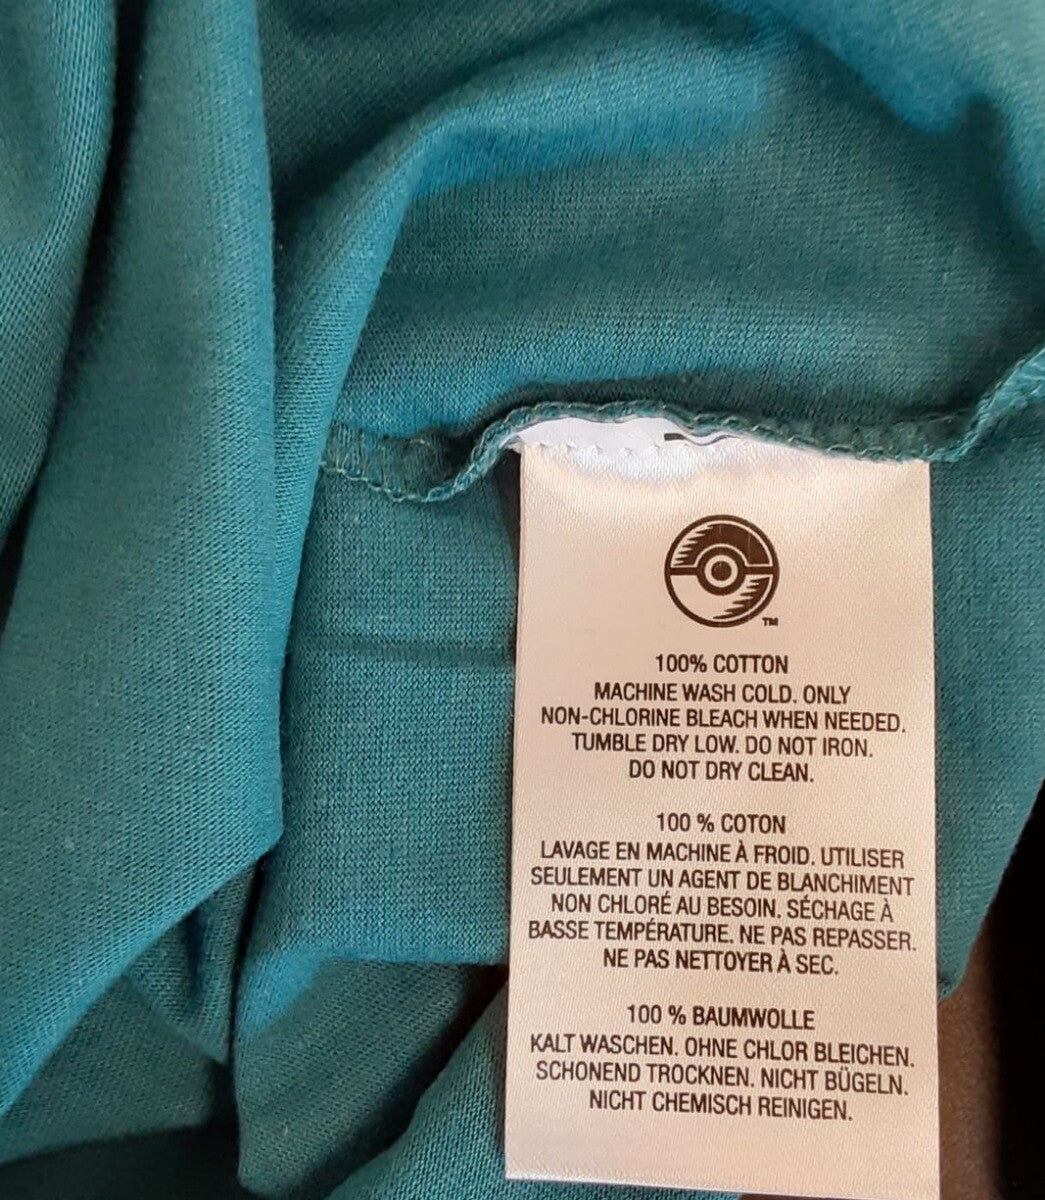 TM
100% COTTON
MACHINE WASH COLD. ONLY
NON-CHLORINE BLEACH WHEN NEEDED.
TUMBLE DRY LOW. DO NOT IRON.
DO NOT DRY CLEAN.
100 % COTON
LAVAGE EN MACHINE À FROID. UTILISER
SEULEMENT UN AGENT DE BLANCHIMENT
NON CHLORÉ AU BESOIN. SÉCHAGE À
BASSE TEMPÉRATURE. NE PAS REPASSER.
NE PAS NETTOYER À SEC.
100 % BAUMWOLLE
KALT WASCHEN. OHNE CHLOR BLEICHEN.
SCHONEND TROCKNEN. NICHT BÜGELN.
NICHT CHEMISCH REINIGEN.